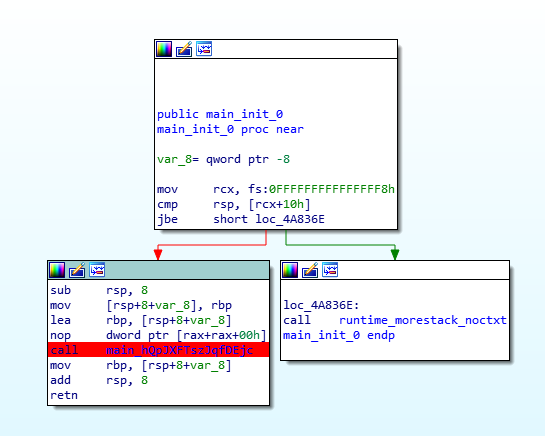 public main_init_0
main_init_0 proc near
var_8= qword ptr -8
mov rcx, fs:0FFFFFFFFFFFFFFF8h
cmp rsp, [rcx+10h]
jbe short loc_4A836E
sub rsp, 8
mov [rsp+8+var_8], rbp
lea rbp, [rsp+8+var_8]
nop dword ptr [rax+rax+00h]
call
mov rbp, [rsp+8+var_8]
add rsp, 8
retn
loc_4A836E:
call runtime_morestack_noctxt
main_init_0 endp